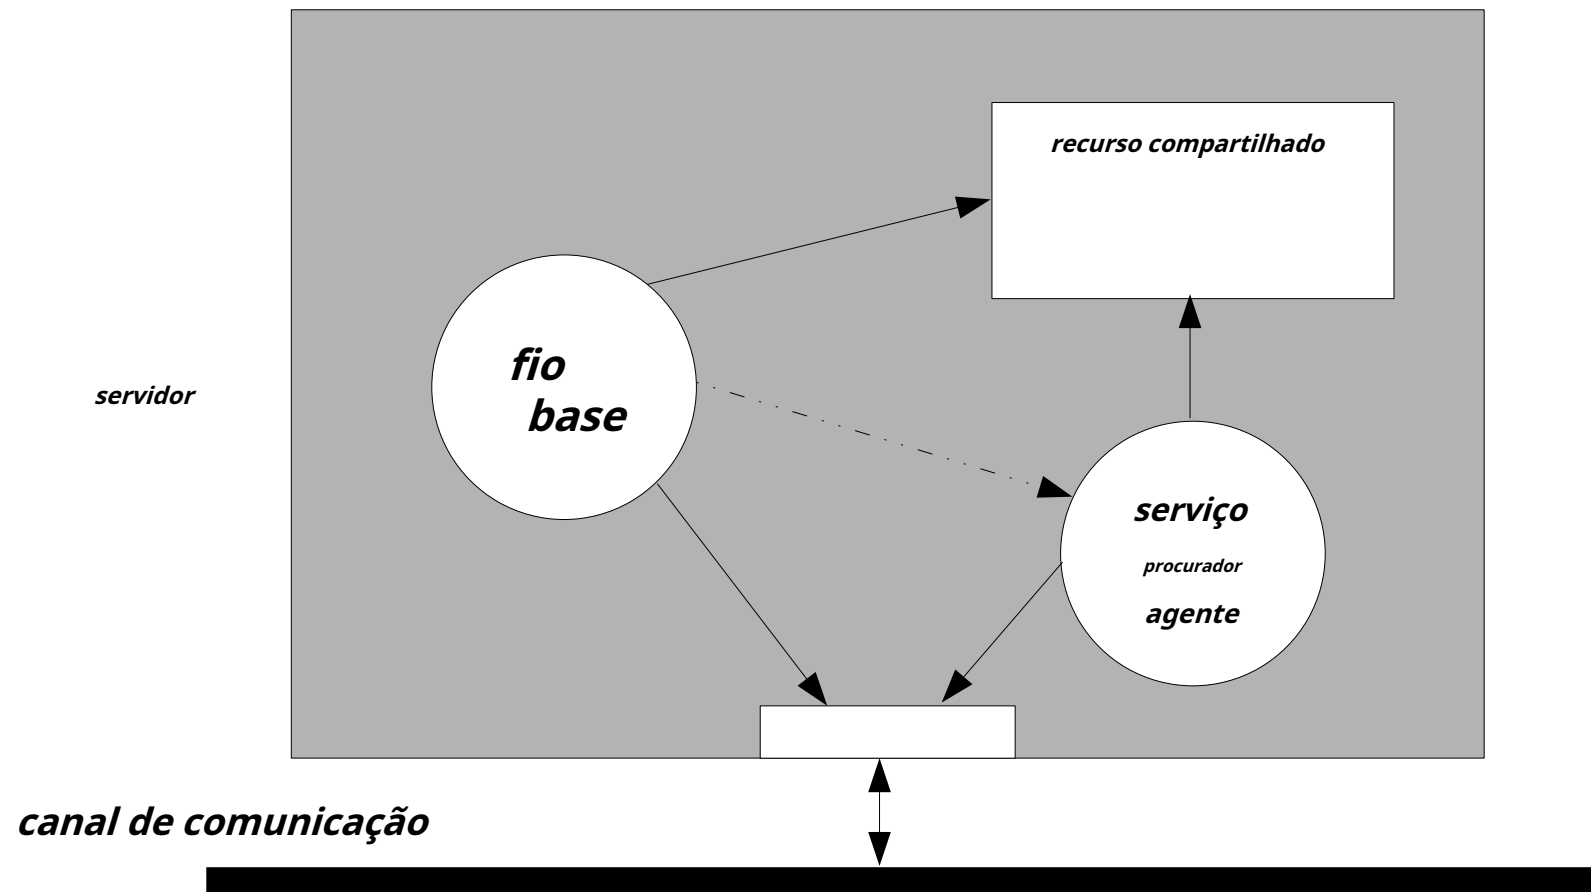 recurso compartilhado
fio
base
servidor
serviço
procurador
agente
canal de comunicação